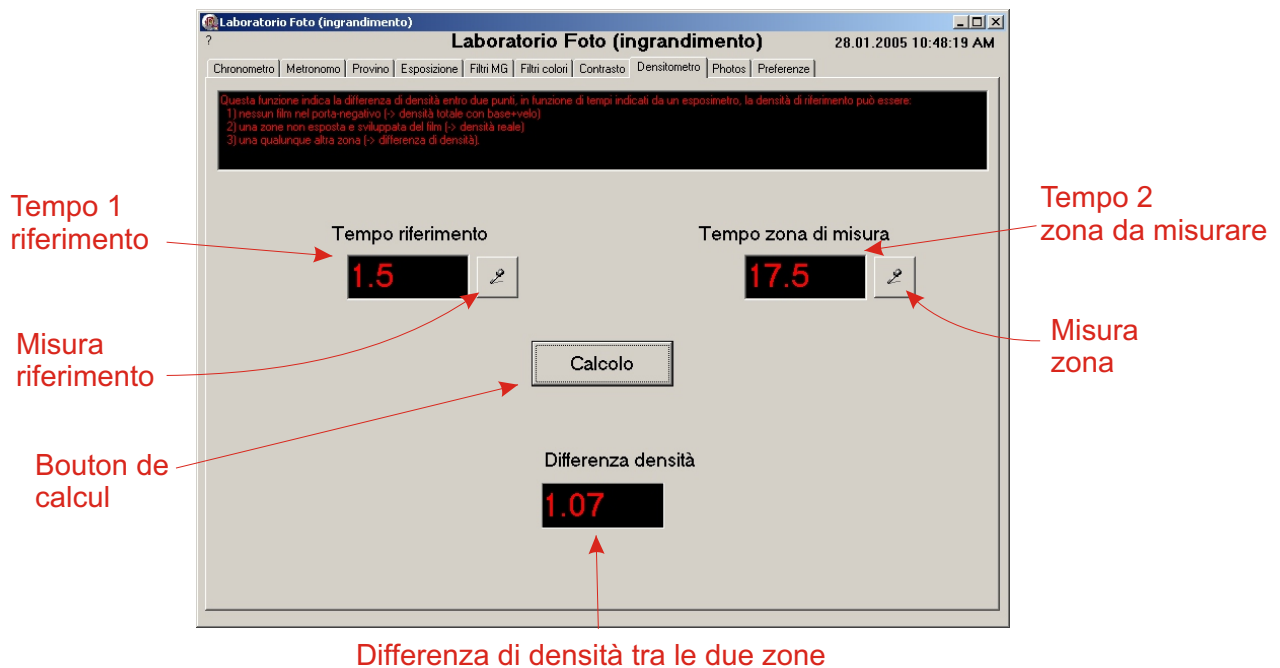 Laboratorio Foto (ingrandimento)
?
Laboratorio Foto (ingrandimento)
28.01.2005 10:48:19 AM
Chronometro Metronomo Provino Esposizione Filtri MG Filtri colori Contrasto Densitometro Photos Preferenze
Questa funzione indica la differenza di densità entro due punti, in funzione di tempi indicati da un esposimetro, la densità di riferimento può essere:
1) nessun film nel porta-negativo (-> densità totale con base+velo)
2) una zone non esposta e sviluppata del film (-> densità reale)
3) una qualunque altra zona (-> differenza di densità).
Tempo 1
riferimento
Tempo 2
zona da misurare
Tempo riferimento
Tempo zona di misura
1.5
17.5
Misura
riferimento
Misura
zona
Calcolo
Bouton de
calcul
Differenza densità
1.07
Differenza di densità tra le due zone